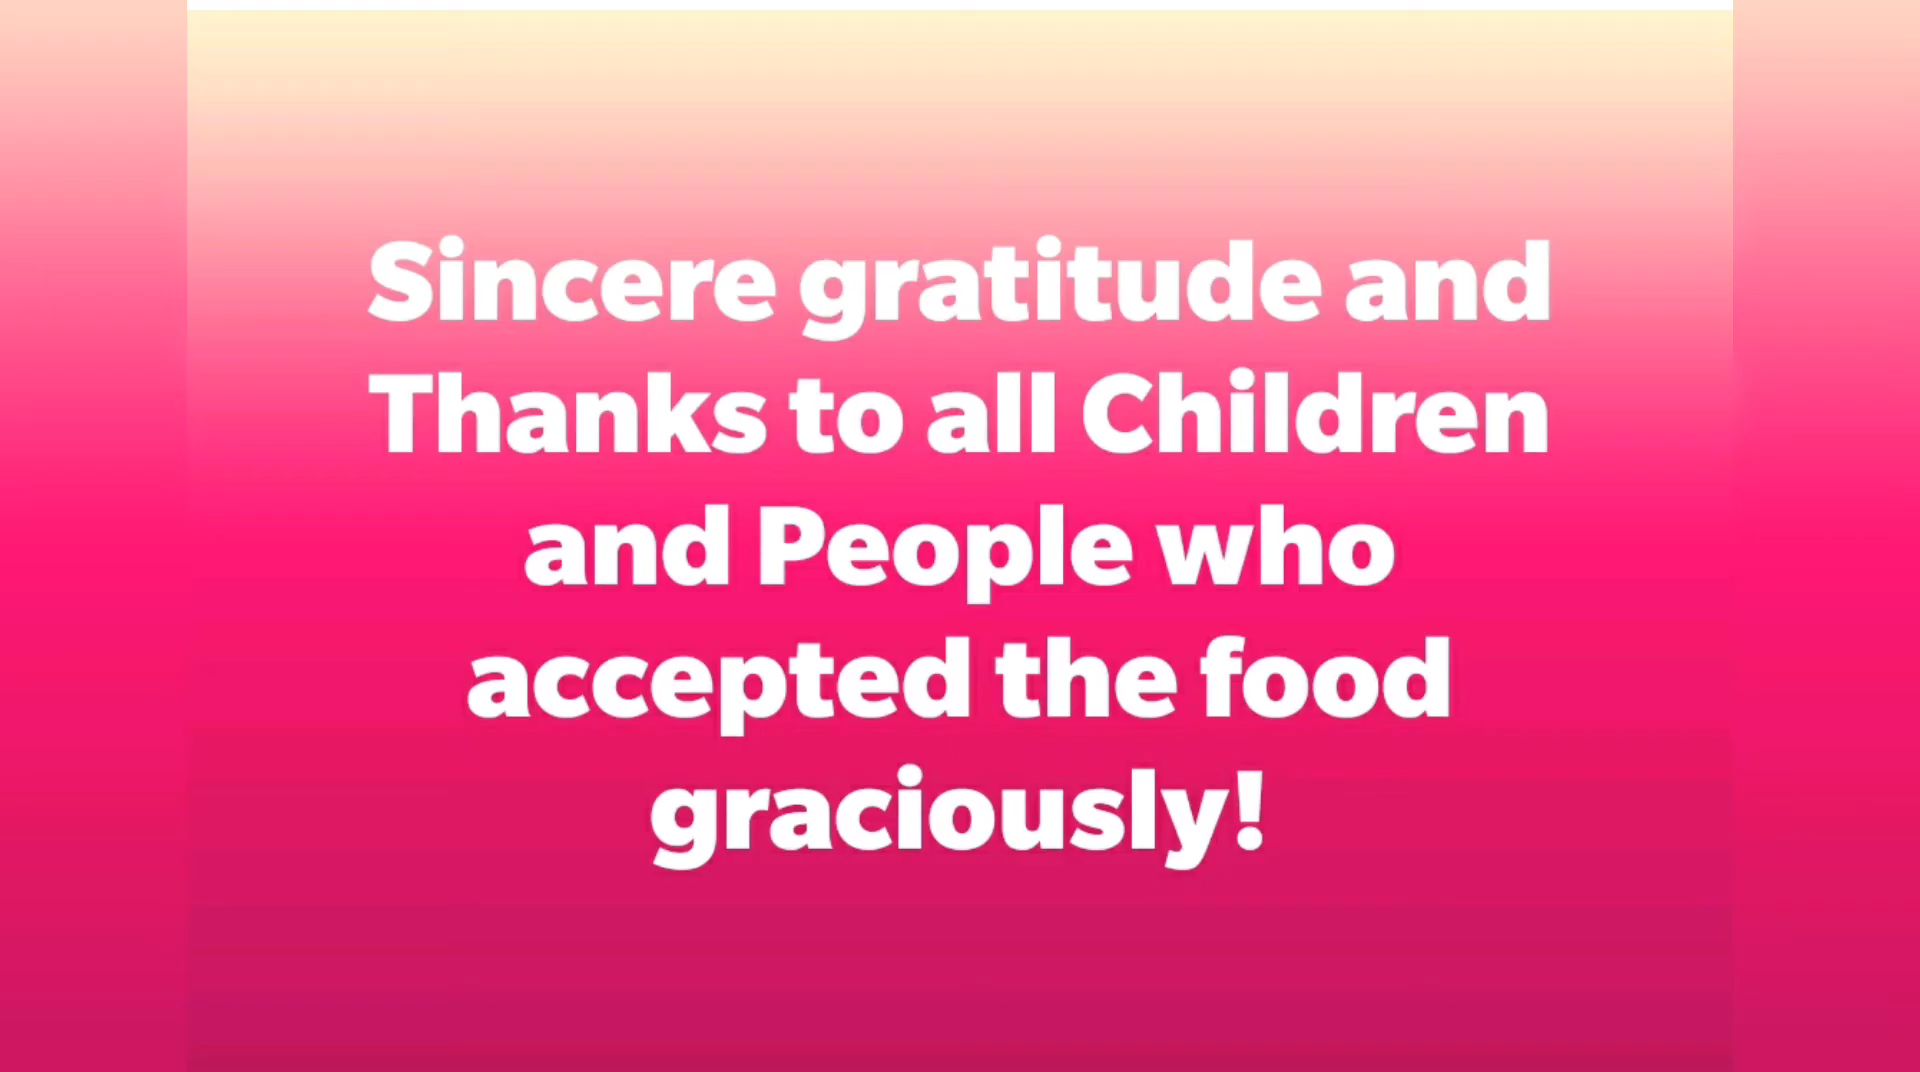 Sincere gratitude and
Thanks to all Children
and People who
accepted the food
graciously!